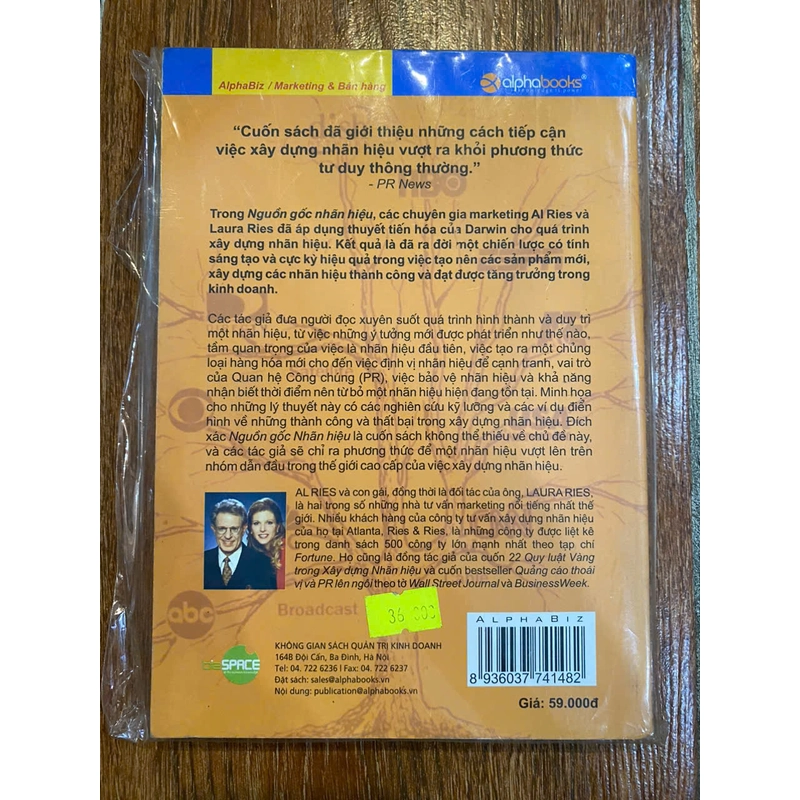 AlphaBiz / Marketing & Bán hàng
alphabooks®
“Cuốn sách đã giới thiệu những cách tiếp cận
việc xây dựng nhãn hiệu vượt ra khỏi phương thức
tư duy thông thường.”
- PR News
Trong Nguồn gốc nhãn hiệu, các chuyên gia marketing Al Ries và
Laura Ries đã áp dụng thuyết tiến hóa của Darwin cho quá trình
xây dựng nhãn hiệu. Kết quả là đã ra đời một chiến lược có tính
sáng tạo và cực kỳ hiệu quả trong việc tạo nên các sản phẩm mới,
xây dựng các nhãn hiệu thành công và đạt được tăng trưởng trong
kinh doanh.
Các tác giả đưa người đọc xuyên suốt quá trình hình thành và duy trì
một nhãn hiệu, từ việc những ý tưởng mới được phát triển như thế nào,
tầm quan trọng của việc là nhãn hiệu đầu tiên, việc tạo ra một chủng
loại hàng hóa mới cho đến việc định vị nhãn hiệu để cạnh tranh, vai trò
của Quan hệ Công chúng (PR), việc bảo vệ nhãn hiệu và khả năng
nhận biết thời điểm nên từ bỏ một nhãn hiệu hiện đang tồn tại. Minh họa
cho những lý thuyết này có các nghiên cứu kỹ lưỡng và các ví dụ điển
hình về những thành công và thất bại trong xây dựng nhãn hiệu. Đích
xác Nguồn gốc Nhãn hiệu là cuốn sách không thể thiếu về chủ đề này,
và các tác giả sẽ chỉ ra phương thức để một nhãn hiệu vượt lên trên
nhóm dẫn đầu trong thế giới cao cấp của việc xây dựng nhãn hiệu.
AL RIES và con gái, đồng thời là đối tác của ông, LAURA RIES,
là hai trong số những nhà tư vấn marketing nổi tiếng nhất thế
giới. Nhiều khách hàng của công ty tư vấn xây dựng nhãn hiệu
của họ tại Atlanta, Ries & Ries, là những công ty được liệt kê
trong danh sách 500 công ty lớn mạnh nhất theo tạp chí
Fortune. Họ cũng là đồng tác giả của cuốn 22 Quy luật Vàng
trong Xây dựng Nhãn hiệu và cuốn bestseller Quảng cáo thoái
vị và PR lên ngôi theo tờ Wall Street Journal và BusinessWeek.
abc
Broadcast
36 000
ALPHABIZ
SPACE
KHÔNG GIAN SÁCH QUẢN TRỊ KINH DOANH
164B Đội Cấn, Ba Đình, Hà Nội
Tel: 04. 722 6236 | Fax: 04. 722 6237
Đặt sách: sales@alphabooks.vn
Nội dung: publication@alphabooks.vn
8 936037 741482
Giá: 59.000đ